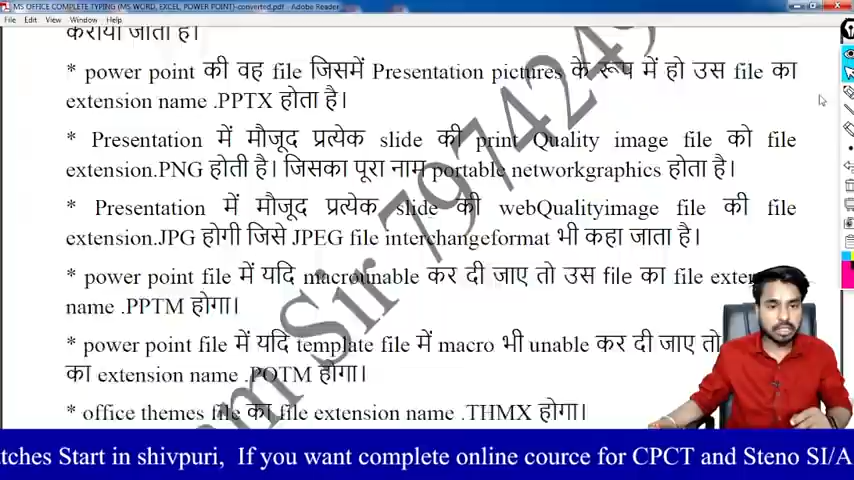 MS OFFICE COMPLETE TYPING (MS WORD, EXCEL, POWER POINT)-converted.pdf - Adobe Reader
File Edit View Window Help
कराया जाता है।
* power point की वह file जिसमें Presentation pictures के रूप में हो उस file का
extension name .PPTX होता है।
* Presentation में मौजूद प्रत्येक slide की print Quality image file को file
extension.PNG होती है। जिसका पूरा नाम portable networkgraphics होता है।
* Presentation में मौजूद प्रत्येक slide की webQualityimage file की file
extension.JPG होगी जिसे JPEG file interchangeformat भी कहा जाता है।
* power point file में यदि macrounable कर दी जाए तो उस file का file
name .PPTM होगा।
* power point file में यदि template file में macro भी unable कर दी जाए तो
का extension name .POTM होगा।
* office themes file का file extension name .THMX होगा।
Sir 7974249
tches Start in shivpuri, If you want complete online cource for CPCT and Steno SI/A